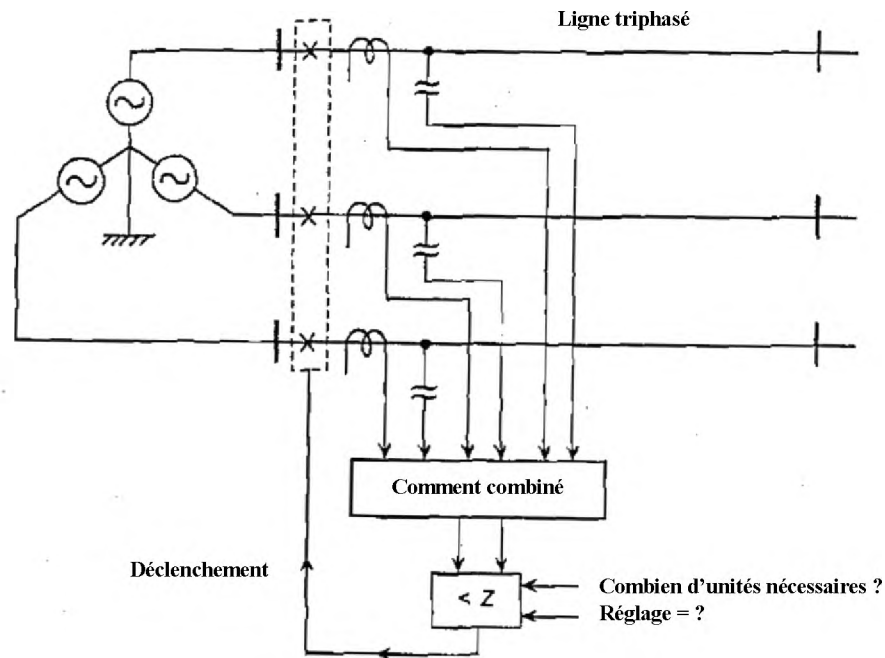 Ligne triphasé
Comment combiné
Déclenchement
< Z
Combien d'unités nécessaires ?
Réglage = ?